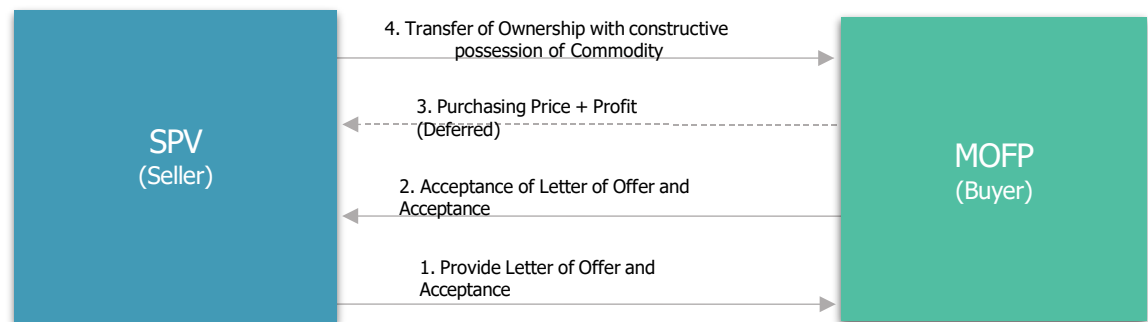 4. Transfer of Ownership with constructive
possession of Commodity
3. Purchasing Price + Profit
(Deferred)
SPV
(Seller)
MOFP
(Buyer)
2. Acceptance of Letter of Offer and
Acceptance
1. Provide Letter of Offer and
Acceptance